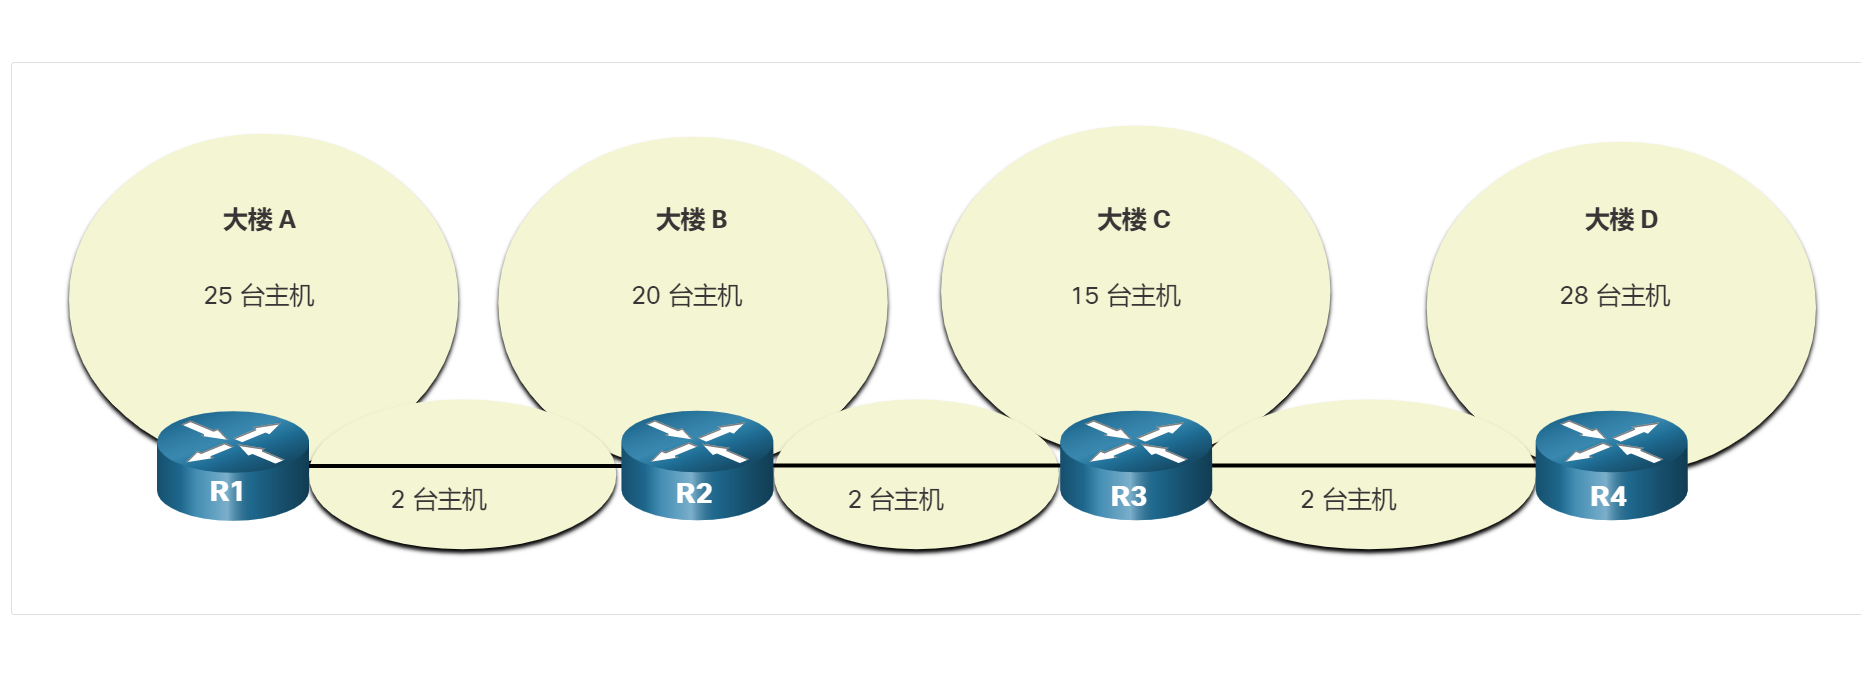 大楼 A
大楼 B
大楼 C
大楼 D
25 台主机
20 台主机
15 台主机
28 台主机
R1
R2
R3
R4
2 台主机
2 台主机
2 台主机